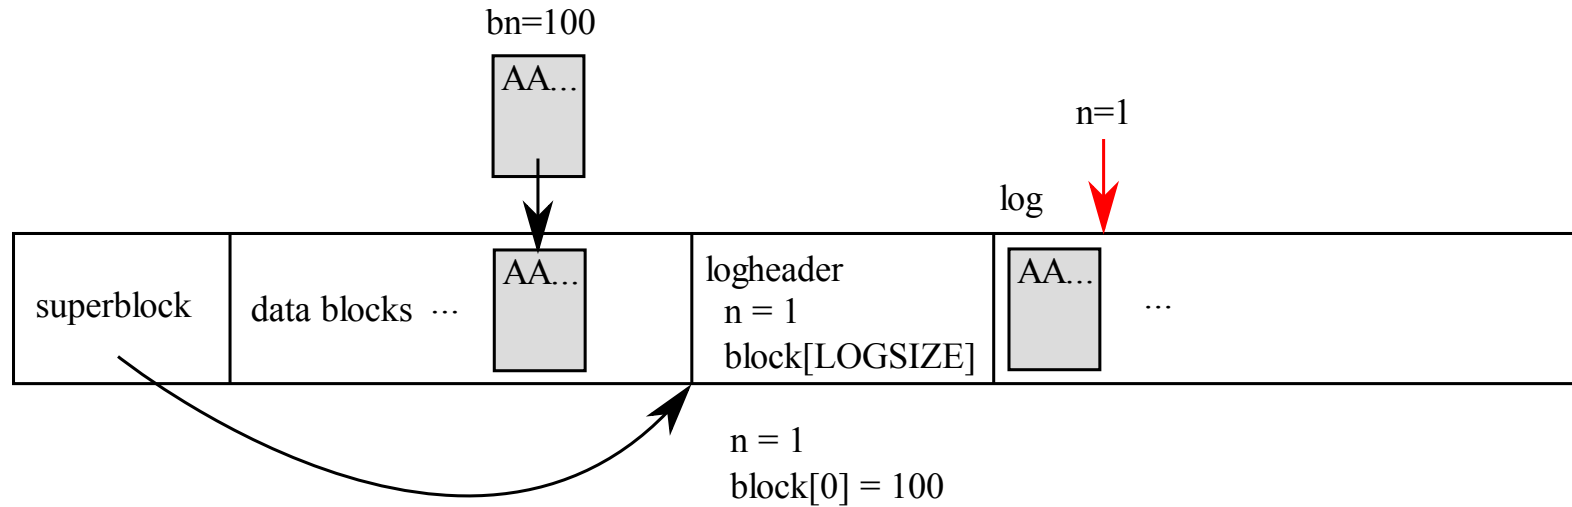 bn=100
AA...
n=1
log
superblock
data blocks ...
AA...
logheader
n = 1
block[LOGSIZE]
AA...
...
n = 1
block[0] = 100